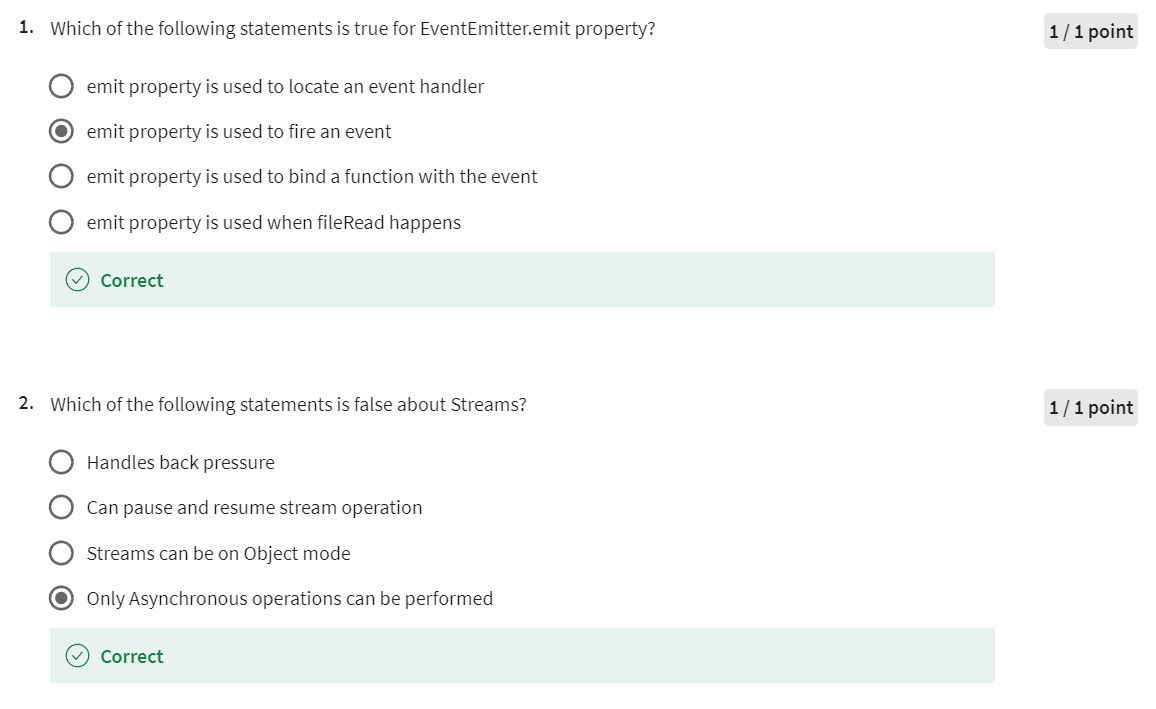 1. Which of the following statements is true for EventEmitter.emit property?
1 / 1 point
emit property is used to locate an event handler
emit property is used to fire an event
emit property is used to bind a function with the event
emit property is used when fileRead happens
Correct
2. Which of the following statements is false about Streams?
1 / 1 point
Handles back pressure
Can pause and resume stream operation
Streams can be on Object mode
Only Asynchronous operations can be performed
Correct